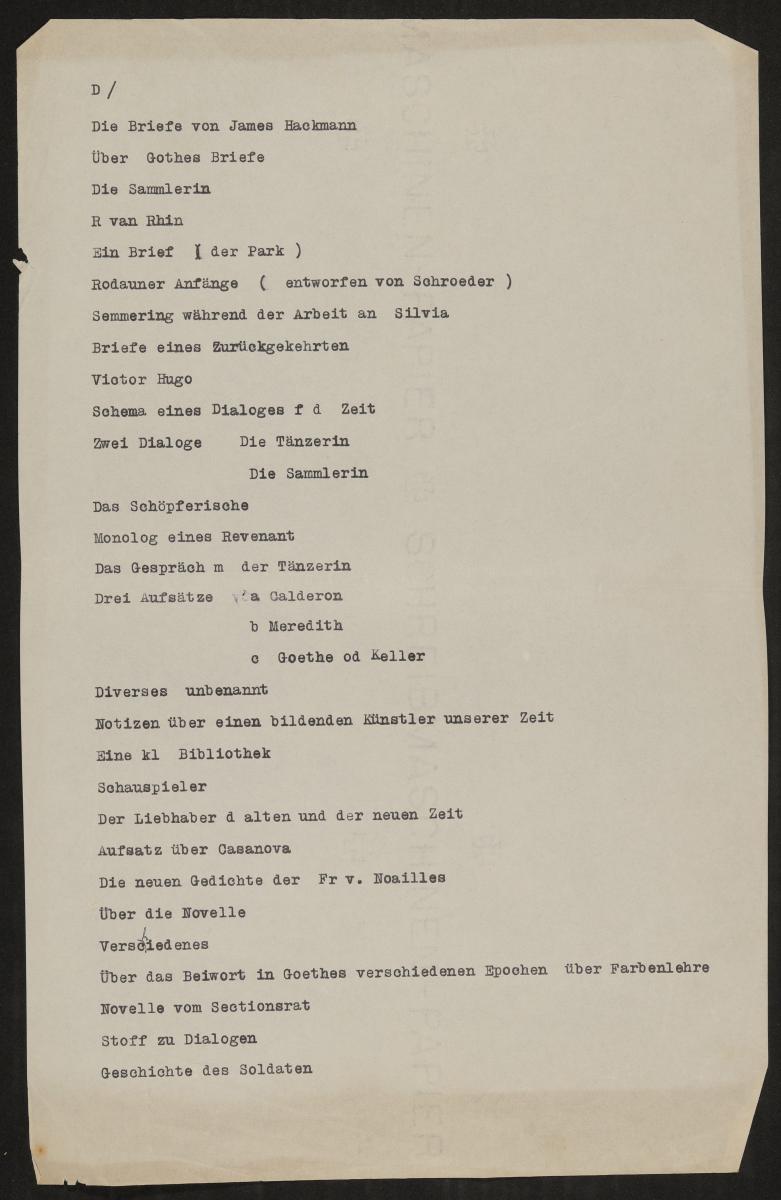 D /
Die Briefe von James Hackmann
Über Gothes Briefe
Die Sammlerin
R van Rhin
Ein Brief ( der Park )
Rodauner Anfänge ( entworfen von Schroeder )
Semmering während der Arbeit an Silvia
Briefe eines Zurückgekehrten
Victor Hugo
Schema eines Dialoges f d Zeit
Zwei Dialoge Die Tänzerin
Die Sammlerin
Das Schöpferische
Monolog eines Revenant
Das Gespräch m der Tänzerin
Drei Aufsätze a Calderon
b Meredith
c Goethe od Keller
Diverses unbenannt
Notizen über einen bildenden Künstler unserer Zeit
Eine kl Bibliothek
Schauspieler
Der Liebhaber d alten und der neuen Zeit
Aufsatz über Casanova
Die neuen Gedichte der Fr v. Noailles
Über die Novelle
Verschiedenes
Über das Beiwort in Goethes verschiedenen Epochen über Farbenlehre
Novelle vom Sectionsrat
Stoff zu Dialogen
Geschichte des Soldaten